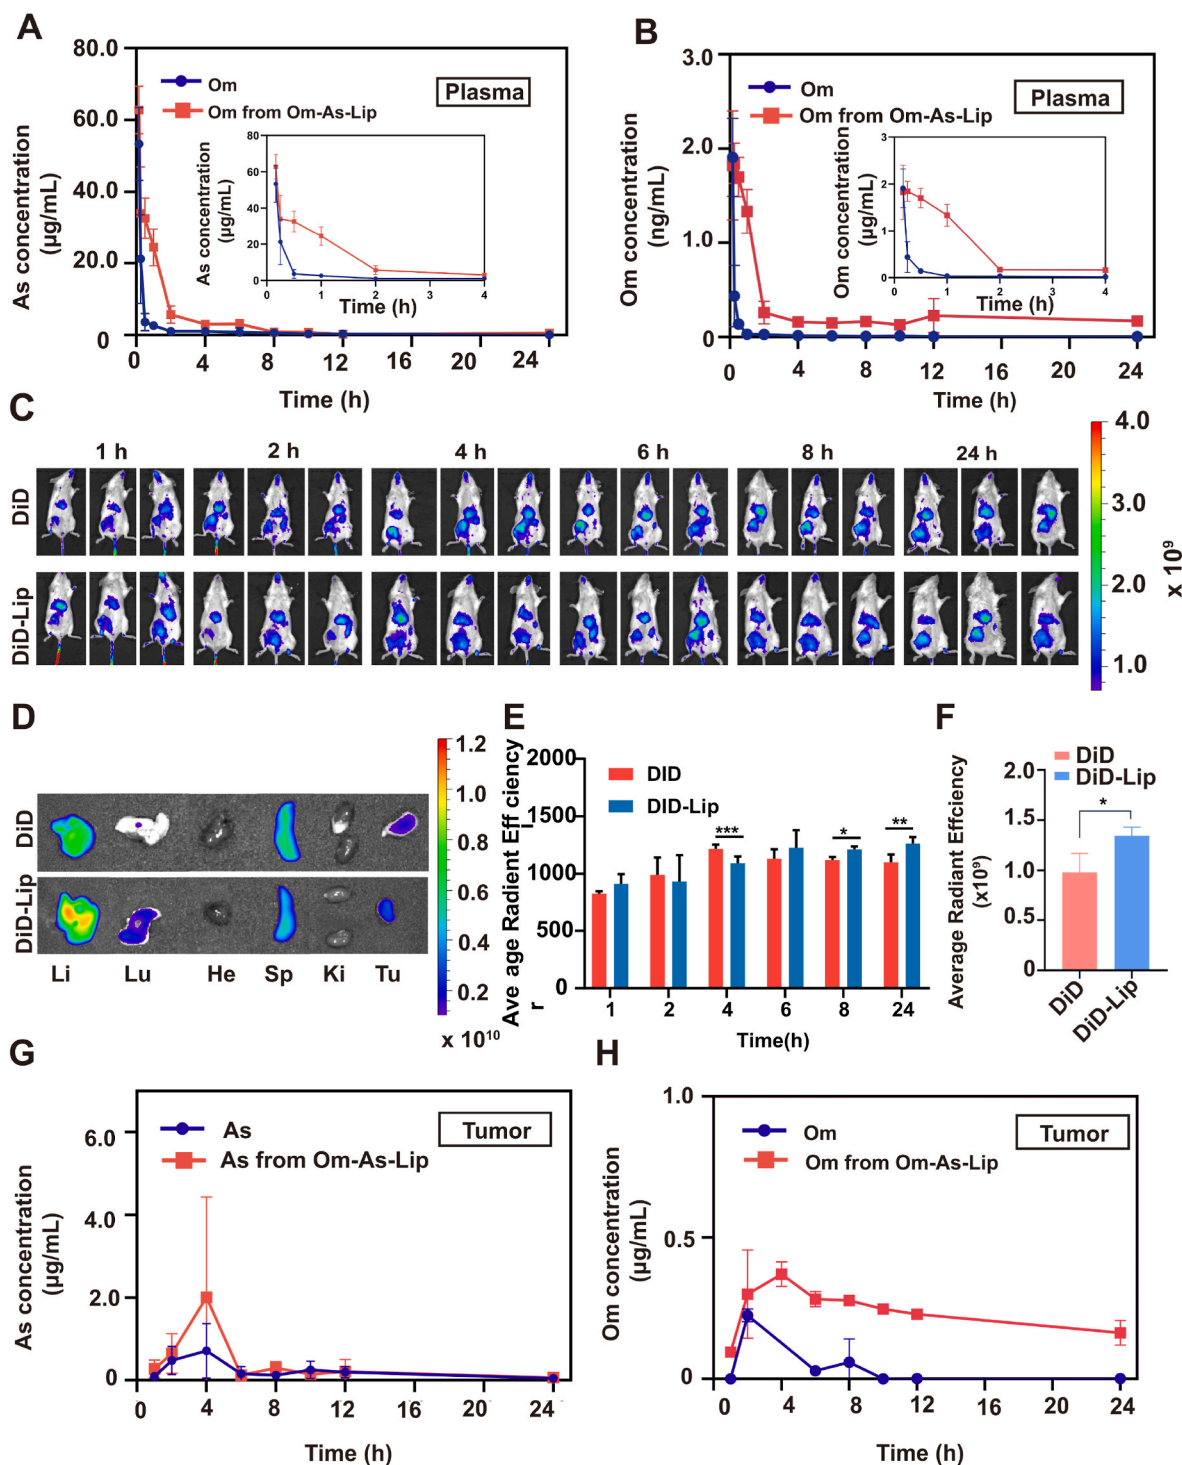 A
80.0
60.0
40.0
20.0
0
As concentration
(µg/mL)
Om
Om from Om-As-Lip
Plasma
80
60
40
20
0
As concentration
(µg/mL)
0 1 2 3 4
Time (h)
0 4 8 12 16 20 24
Time (h)
B
3.0
2.0
1.0
0
Om concentration
(ng/mL)
Om
Om from Om-As-Lip
Plasma
3
2
1
0
Om concentration
(µg/mL)
0 1 2 3 4
Time (h)
0 4 8 12 16 20 24
Time (h)
C
1 h 2 h 4 h 6 h 8 h 24 h
DiD
DiD-Lip
4.0
3.0
2.0
1.0
x 10⁹
D
DiD
DiD-Lip
Li Lu He Sp Ki Tu
1.2
1.0
0.8
0.6
0.4
0.2
x 10¹⁰
E
2000
1500
1000
500
0
Ave age Radient Eff ciency
r i
DID
DID-Lip
*** * **
1 2 4 6 8 24
Time(h)
F
DiD
DiD-Lip
2.0
1.5
1.0
0.5
0
Average Radiant Effciency
(x10⁹)
*
DiD
DiD-Lip
G
6.0
4.0
2.0
0
As concentration
(µg/mL)
As
As from Om-As-Lip
Tumor
0 4 8 12 16 20 24
Time (h)
H
1.0
0.5
0
Om concentration
(µg/mL)
Om
Om from Om-As-Lip
Tumor
0 4 8 12 16 20 24
Time (h)